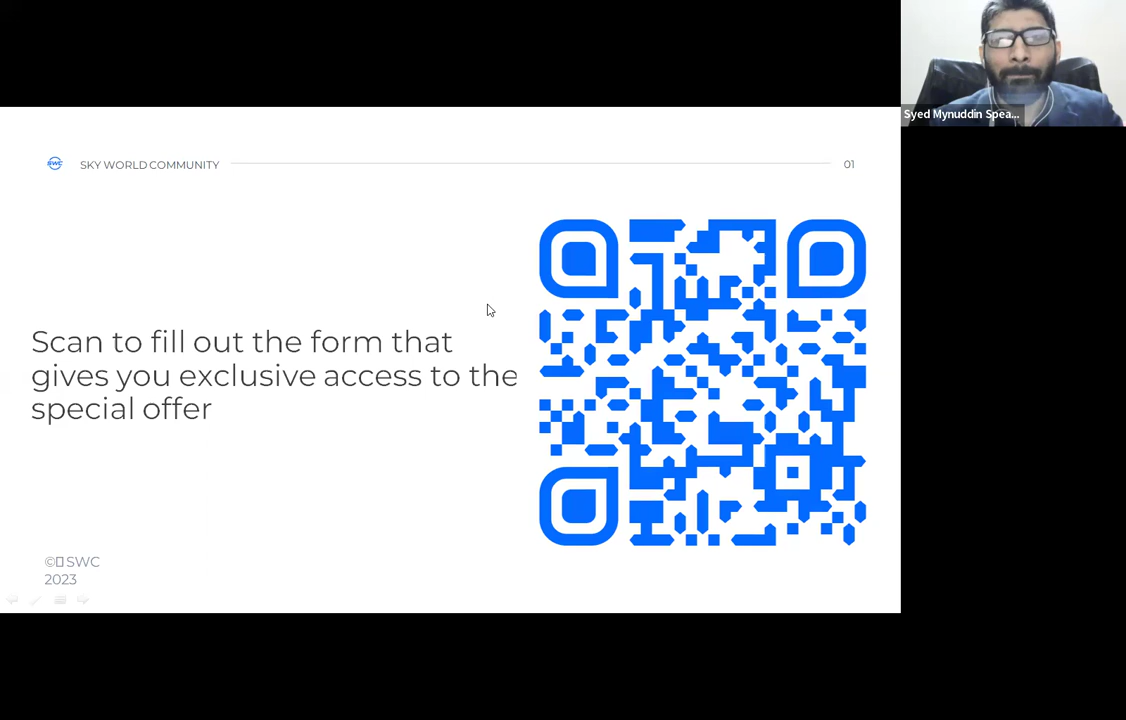 Syed Mynuddin Spea...
SWC
SKY WORLD COMMUNITY
01
Scan to fill out the form that
gives you exclusive access to the
special offer
© SWC
2023